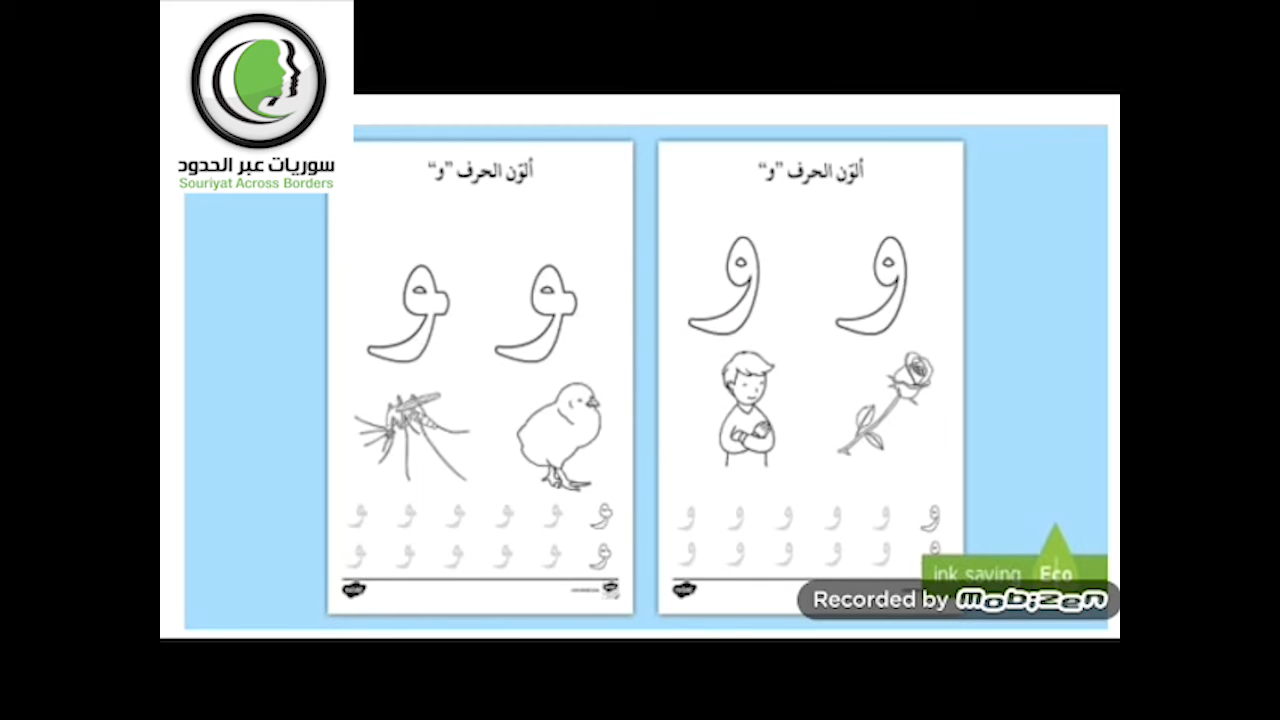 سوريات عبر الحدود
Souriyat Across Borders
ألوّن الحرف ”و“
و و
و و و و و و
و و و و و و
ألوّن الحرف ”و“
و و
و و و و و و
و و و و و و
ink saving Eco
Recorded by mobizen